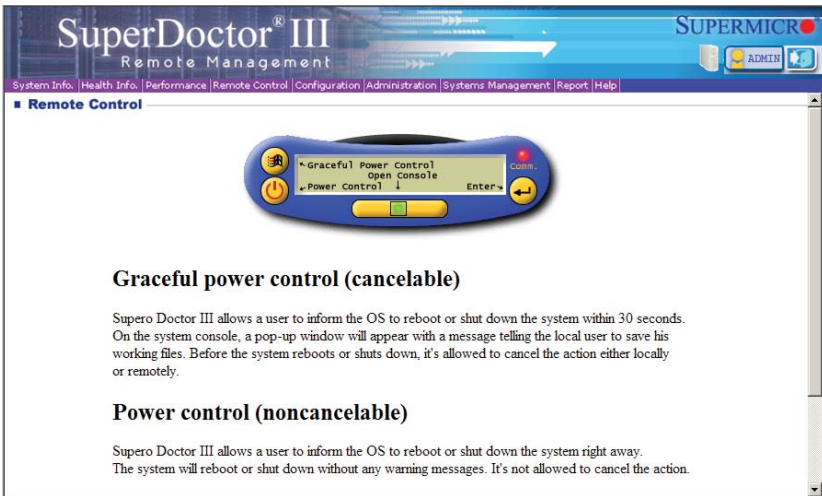 SuperDoctor® III
Remote Management
SUPERMICRO
ADMIN
System Info. Health Info. Performance Remote Control Configuration Administration Systems Management Report Help
Remote Control
Graceful Power Control
Open Console
Power Control ↓ Enter
Comm.
Graceful power control (cancelable)
Supero Doctor III allows a user to inform the OS to reboot or shut down the system within 30 seconds.
On the system console, a pop-up window will appear with a message telling the local user to save his
working files. Before the system reboots or shuts down, it's allowed to cancel the action either locally
or remotely.
Power control (noncancelable)
Supero Doctor III allows a user to inform the OS to reboot or shut down the system right away.
The system will reboot or shut down without any warning messages. It's not allowed to cancel the action.